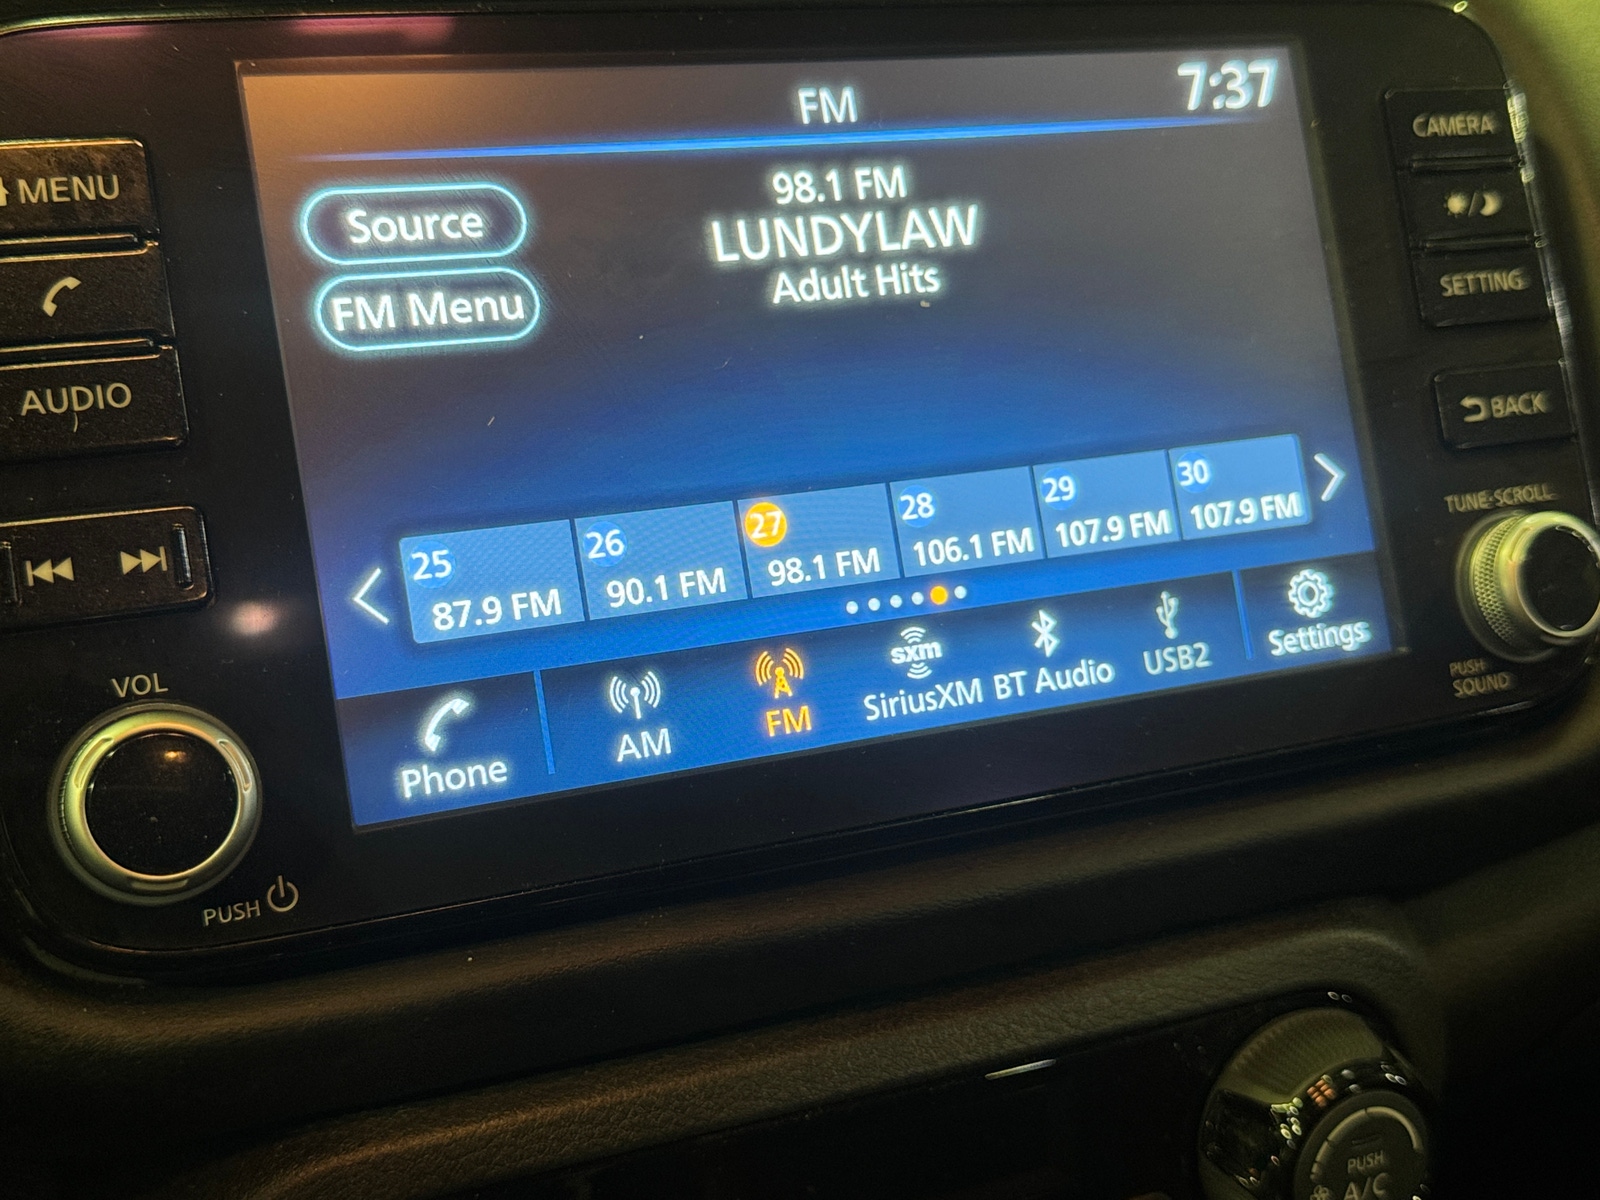 FM
7:37
MENU
Source
98.1 FM
LUNDYLAW
Adult Hits
FM Menu
AUDIO
CAMERA
SETTING
BACK
TUNE·SCROLL
25
87.9 FM
26
90.1 FM
27
98.1 FM
28
106.1 FM
29
107.9 FM
30
107.9 FM
VOL
Phone
AM
FM
sxm
SiriusXM
BT Audio
USB2
Settings
PUSH
SOUND
PUSH
PUSH
A/C